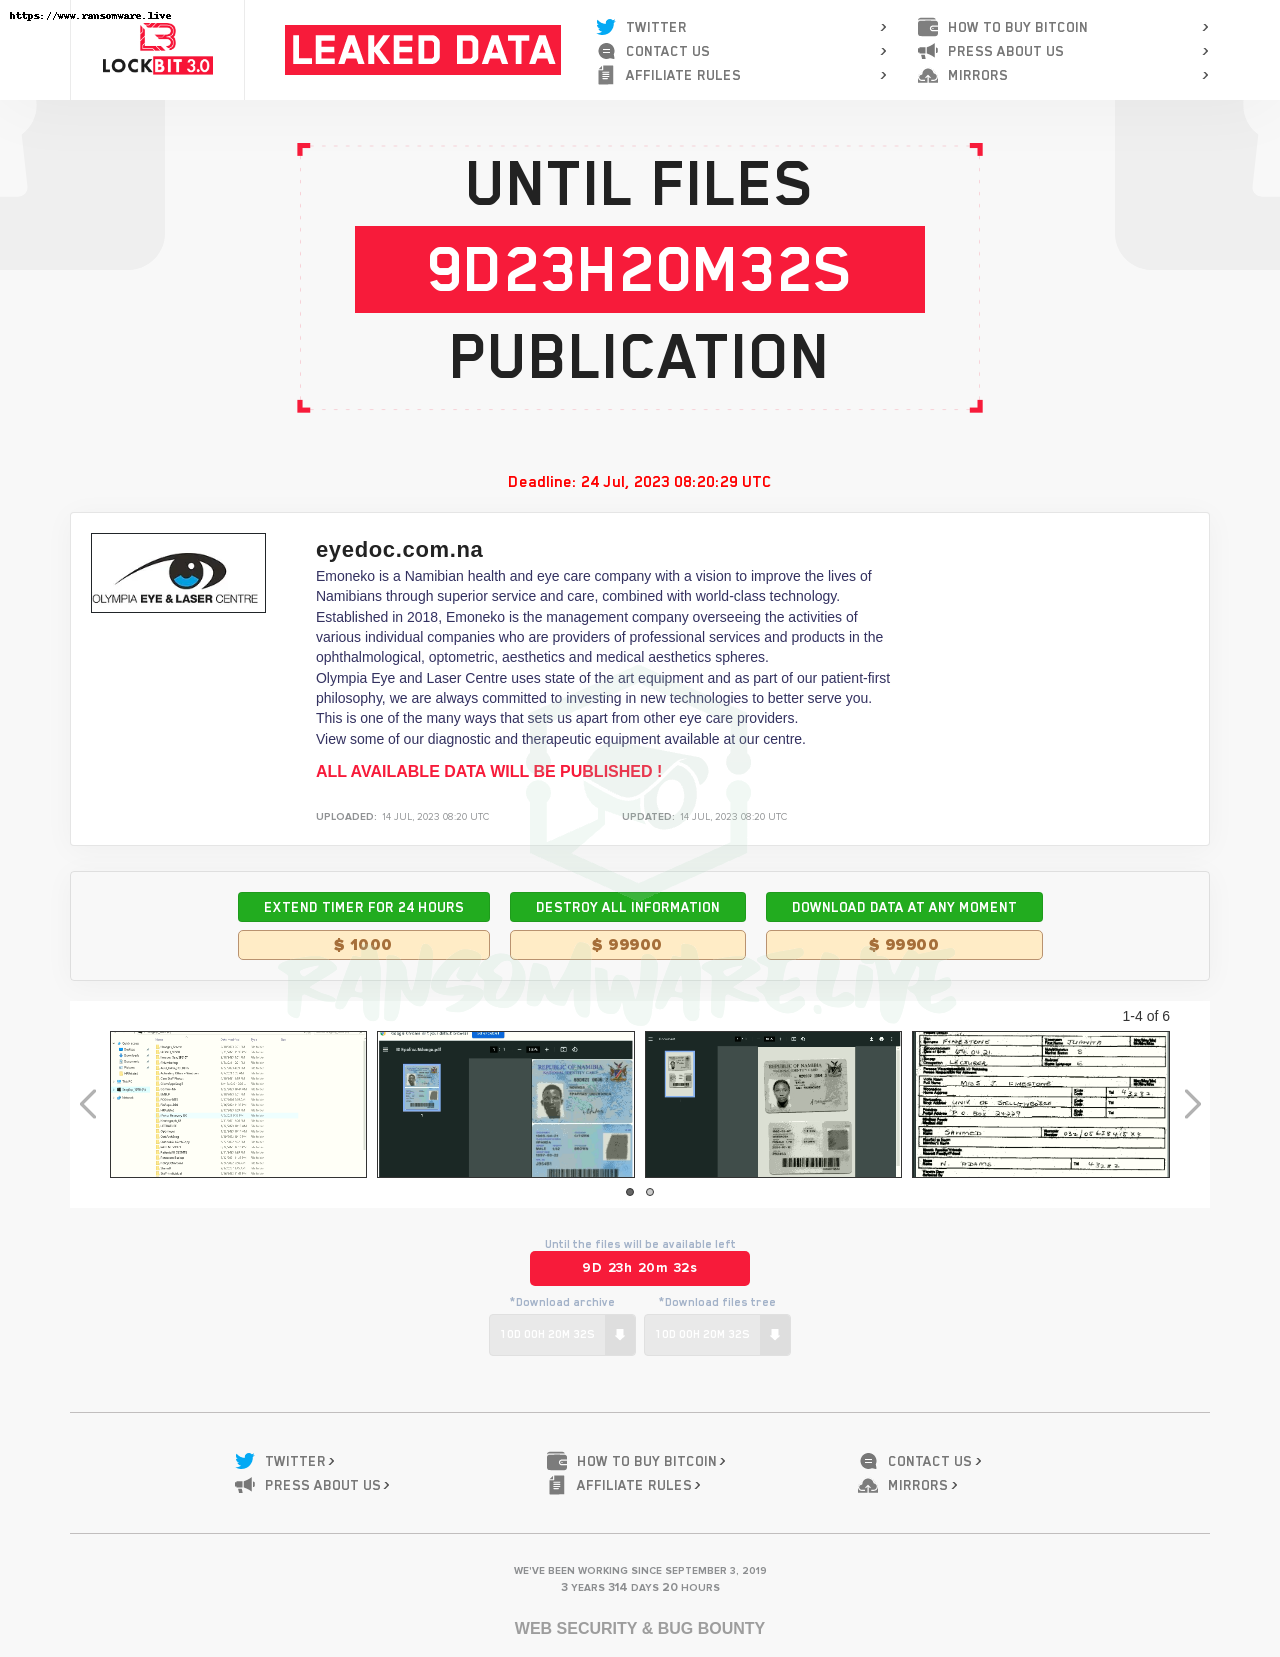 https://www.ransomware.live
LOCKBIT 3.0
LEAKED DATA
TWITTER
CONTACT US
AFFILIATE RULES
HOW TO BUY BITCOIN
PRESS ABOUT US
MIRRORS
UNTIL FILES
9D23H20M32S
PUBLICATION
Deadline: 24 Jul, 2023 08:20:29 UTC
OLYMPIA EYE & LASER CENTRE
eyedoc.com.na
Emoneko is a Namibian health and eye care company with a vision to improve the lives of
Namibians through superior service and care, combined with world-class technology.
Established in 2018, Emoneko is the management company overseeing the activities of
various individual companies who are providers of professional services and products in the
ophthalmological, optometric, aesthetics and medical aesthetics spheres.
Olympia Eye and Laser Centre uses state of the art equipment and as part of our patient-first
philosophy, we are always committed to investing in new technologies to better serve you.
This is one of the many ways that sets us apart from other eye care providers.
View some of our diagnostic and therapeutic equipment available at our centre.
ALL AVAILABLE DATA WILL BE PUBLISHED !
UPLOADED: 14 JUL, 2023 08:20 UTC
UPDATED: 14 JUL, 2023 08:20 UTC
EXTEND TIMER FOR 24 HOURS
$ 1000
DESTROY ALL INFORMATION
$ 99900
DOWNLOAD DATA AT ANY MOMENT
$ 99900
RANSOMWARE.LIVE
1-4 of 6
REPUBLIC OF NAMIBIA
REPUBLIC OF NAMIBIA
Until the files will be available left
9D 23h 20m 32s
*Download archive
*Download files tree
10D 00H 20M 32S
10D 00H 20M 32S
TWITTER
HOW TO BUY BITCOIN
CONTACT US
PRESS ABOUT US
AFFILIATE RULES
MIRRORS
WE'VE BEEN WORKING SINCE SEPTEMBER 3, 2019
3 YEARS 314 DAYS 20 HOURS
WEB SECURITY & BUG BOUNTY